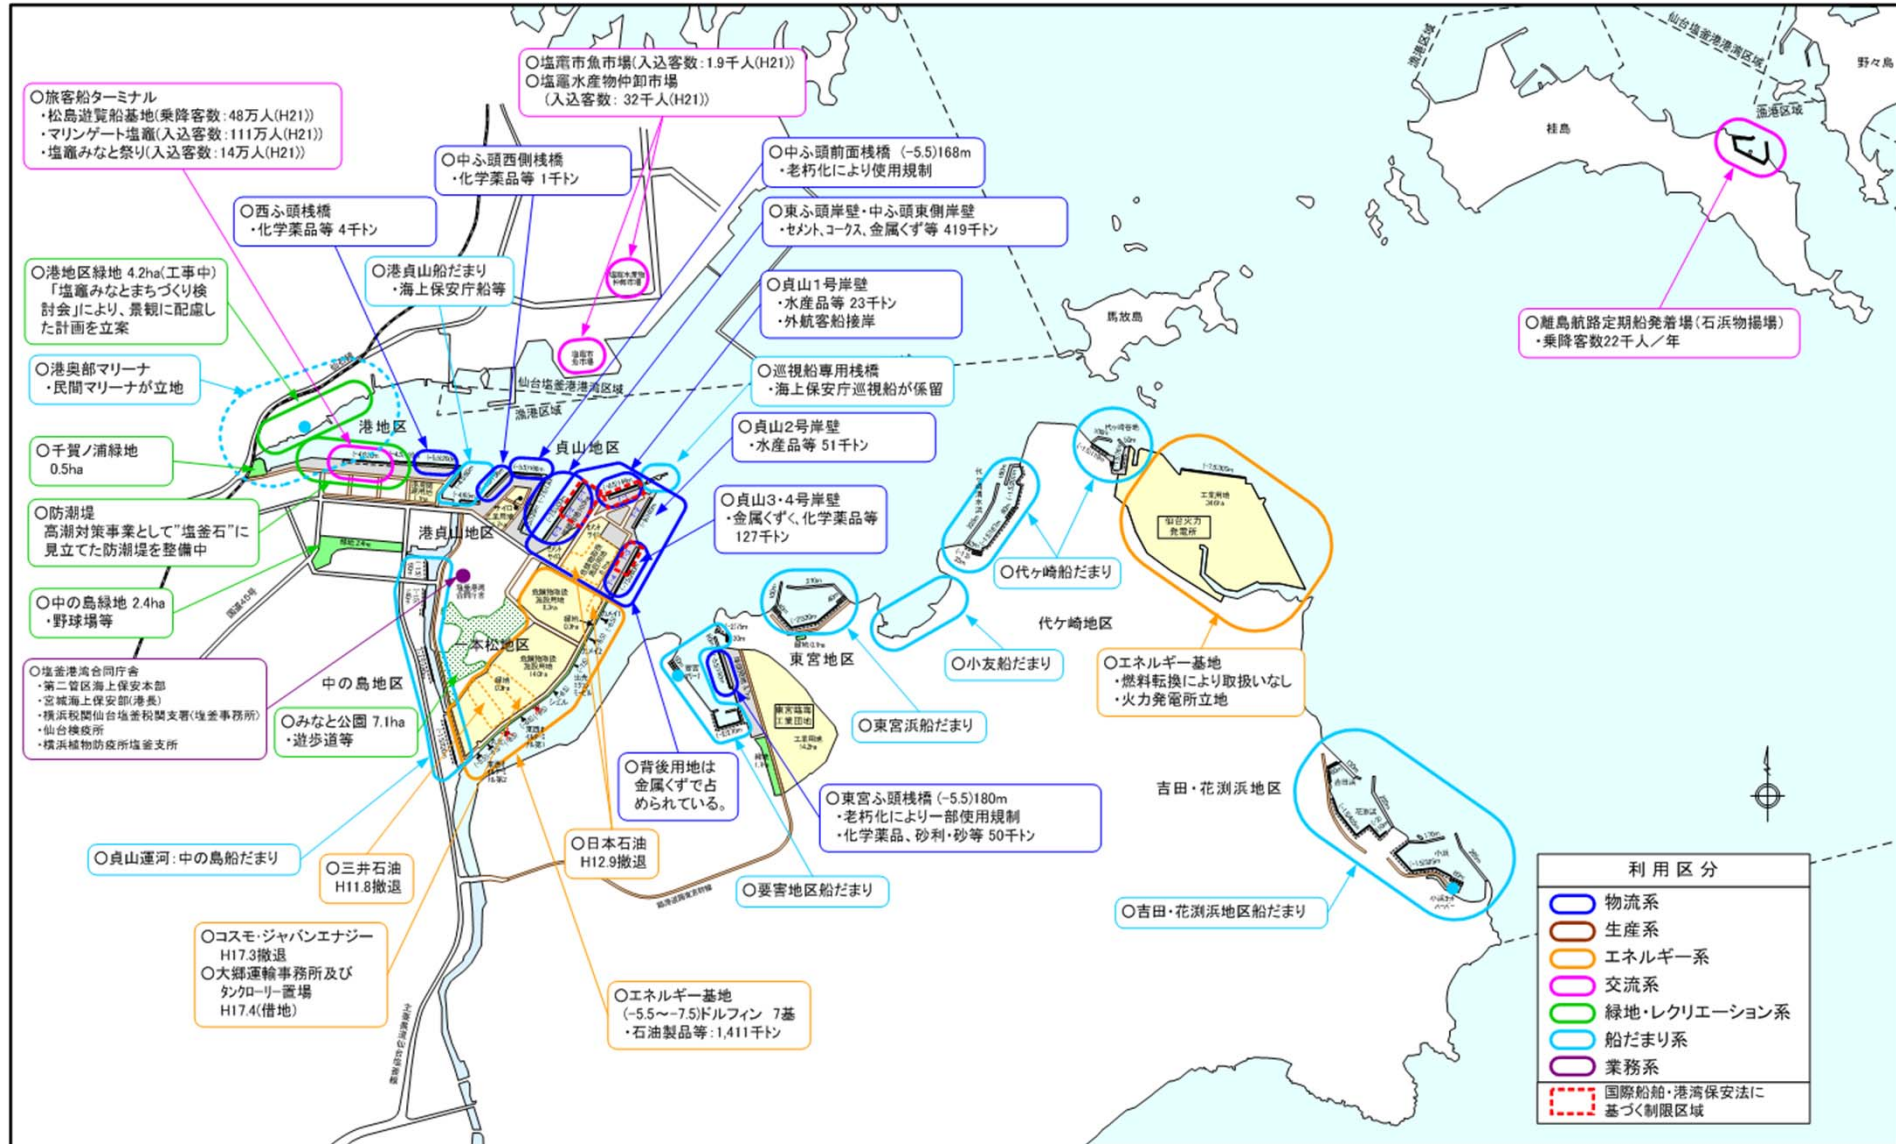 ○旅客船ターミナル
・松島遊覧船基地(乗降客数:48万人(H21))
・マリンゲート塩竈(入込客数:111万人(H21))
・塩竈みなと祭り(入込客数:14万人(H21))
○塩竈市魚市場(入込客数:1.9千人(H21))
○塩竈水産物仲卸市場
(入込客数: 32千人(H21))
○中ふ頭西側桟橋
・化学薬品等 1千トン
○中ふ頭前面桟橋 (-5.5)168m
・老朽化により使用規制
○西ふ頭桟橋
・化学薬品等 4千トン
○東ふ頭岸壁・中ふ頭東側岸壁
・セメント、コークス、金属くず等 419千トン
○港地区緑地 4.2ha(工事中)
「塩竈みなとまちづくり検
討会」により、景観に配慮し
た計画を立案
○港貞山船だまり
・海上保安庁船等
○貞山1号岸壁
・水産品等 23千トン
・外航客船接岸
○港奥部マリーナ
・民間マリーナが立地
○巡視船専用桟橋
・海上保安庁巡視船が係留
○千賀ノ浦緑地
0.5ha
○貞山2号岸壁
・水産品等 51千トン
○防潮堤
高潮対策事業として"塩釜石"に
見立てた防潮堤を整備中
○貞山3・4号岸壁
・金属くず、化学薬品等
127千トン
○中の島緑地 2.4ha
・野球場等
○塩釜港湾合同庁舎
・第二管区海上保安本部
・宮城海上保安部(港長)
・横浜税関仙台塩釜税関支署(塩釜事務所)
・仙台検疫所
・横浜植物防疫所塩釜支所
○みなと公園 7.1ha
・遊歩道等
○貞山運河:中の島船だまり
○三井石油
H11.8撤退
○日本石油
H12.9撤退
○背後用地は
金属くずで占
められている。
○コスモ・ジャパンエナジー
H17.3撤退
○大郷運輸事務所及び
タンクローリー置場
H17.4(借地)
○エネルギー基地
(-5.5～-7.5)ドルフィン 7基
・石油製品等:1,411千トン
○東宮ふ頭桟橋 (-5.5)180m
・老朽化により一部使用規制
・化学薬品、砂利・砂等 50千トン
○要害地区船だまり
○東宮浜船だまり
○小友船だまり
○代ヶ崎船だまり
○エネルギー基地
・燃料転換により取扱いなし
・火力発電所立地
○吉田・花渕浜地区船だまり
○離島航路定期船発着場(石浜物揚場)
・乗降客数22千人／年
港地区
貞山地区
港貞山地区
本松地区
中の島地区
東宮地区
代ケ崎地区
吉田・花渕浜地区
桂島
野々島
馬放島
仙台塩釜港港湾区域
漁港区域
仙台塩釜港港湾区域
漁港区域
漁港区域
国道45号
仙台火力
発電所
東宮臨海
工業団地
利用区分
物流系
生産系
エネルギー系
交流系
緑地・レクリエーション系
船だまり系
業務系
国際船舶・港湾保安法に
基づく制限区域